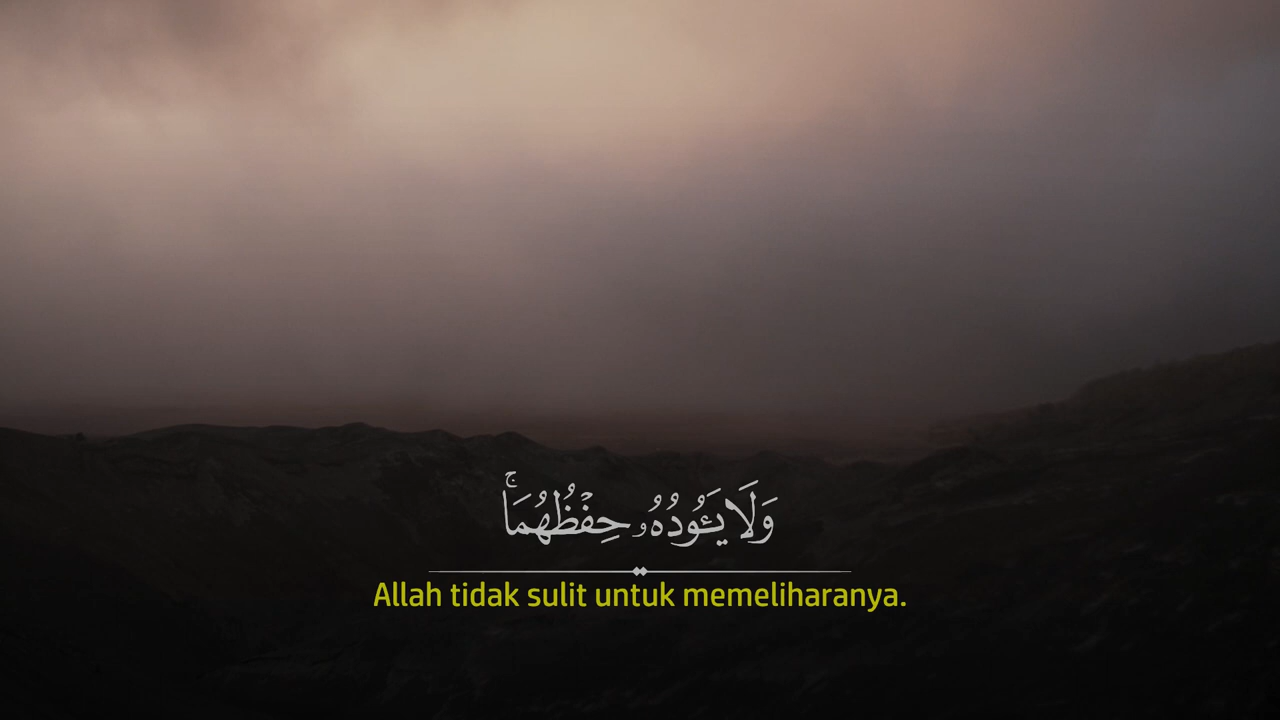 وَلَا يَـُٔودُهُۥ حِفۡظُهُمَاۚ
Allah tidak sulit untuk memeliharanya.